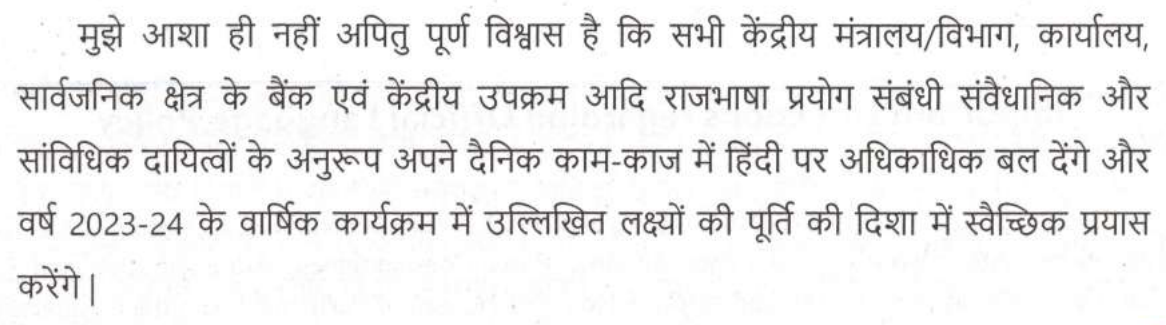 मुझे आशा ही नहीं अपितु पूर्ण विश्वास है कि सभी केंद्रीय मंत्रालय/विभाग, कार्यालय,
सार्वजनिक क्षेत्र के बैंक एवं केंद्रीय उपक्रम आदि राजभाषा प्रयोग संबंधी संवैधानिक और
सांविधिक दायित्वों के अनुरूप अपने दैनिक काम-काज में हिंदी पर अधिकाधिक बल देंगे और
वर्ष 2023-24 के वार्षिक कार्यक्रम में उल्लिखित लक्ष्यों की पूर्ति की दिशा में स्वैच्छिक प्रयास
करेंगे |